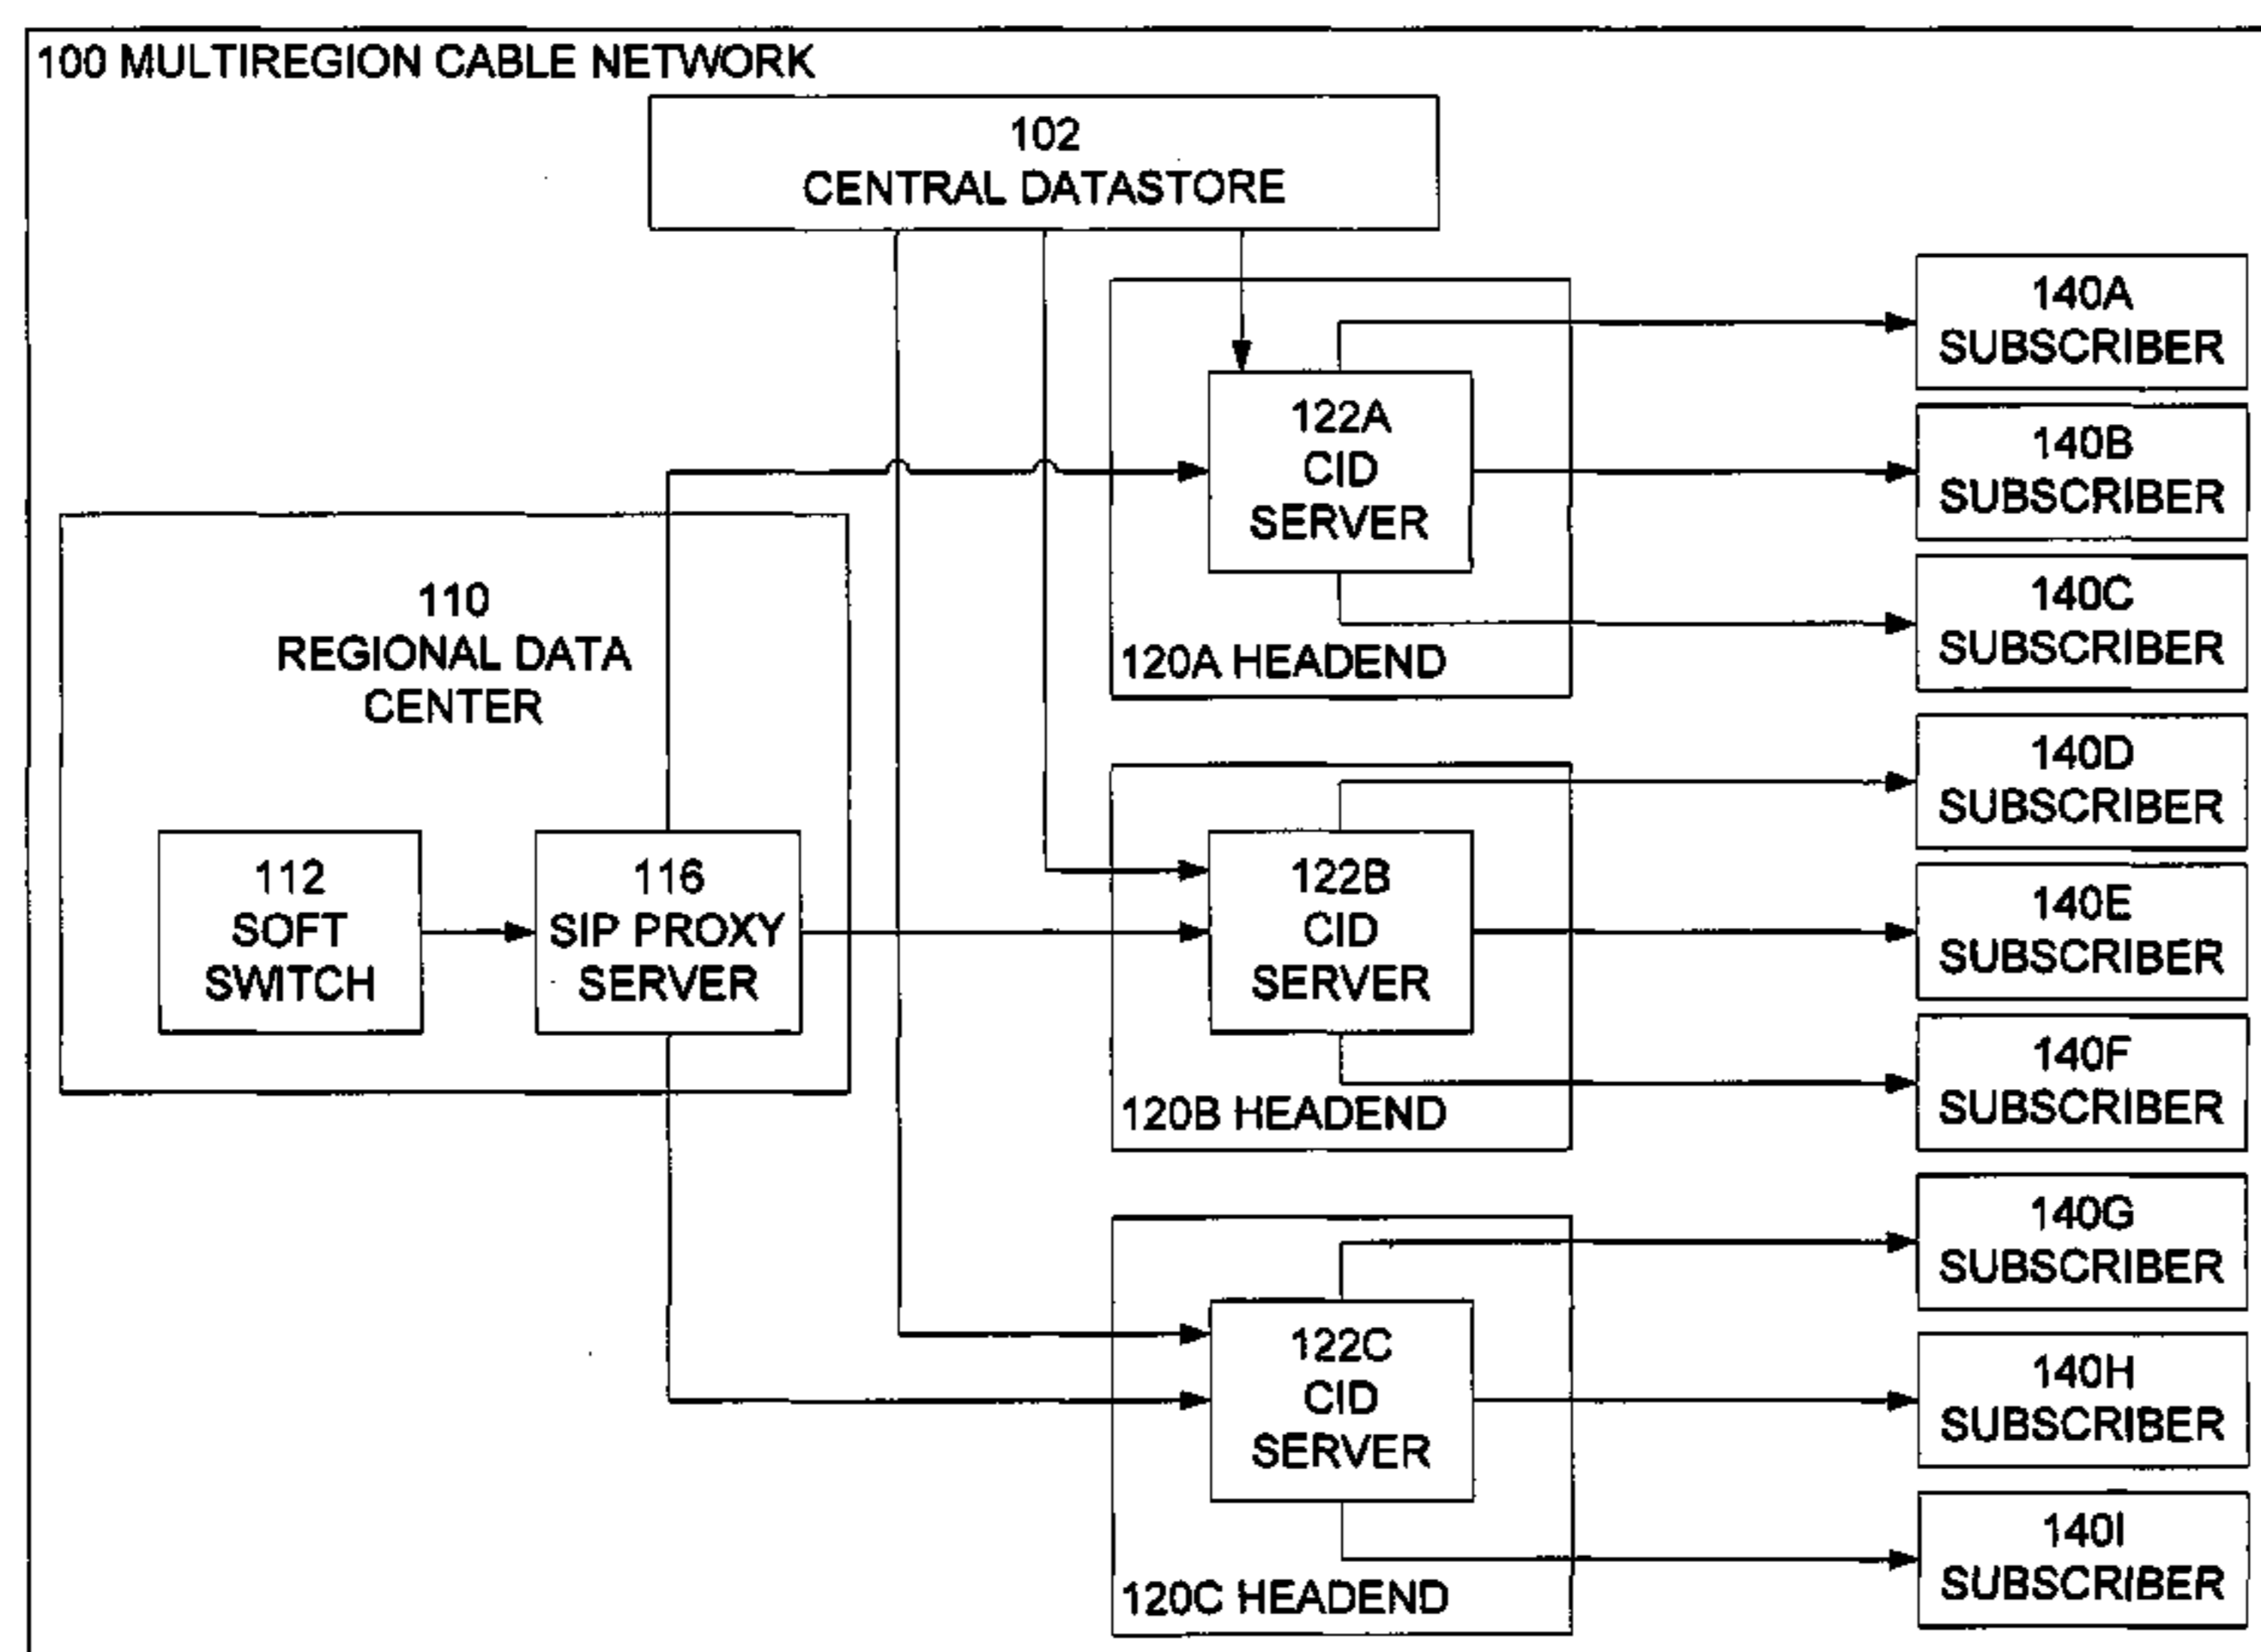 100 MULTIREGION CABLE NETWORK
102
CENTRAL DATASTORE
110
REGIONAL DATA
CENTER
112
SOFT
SWITCH
116
SIP PROXY
SERVER
122A
CID
SERVER
120A HEADEND
122B
CID
SERVER
120B HEADEND
122C
CID
SERVER
120C HEADEND
140A
SUBSCRIBER
140B
SUBSCRIBER
140C
SUBSCRIBER
140D
SUBSCRIBER
140E
SUBSCRIBER
140F
SUBSCRIBER
140G
SUBSCRIBER
140H
SUBSCRIBER
140I
SUBSCRIBER